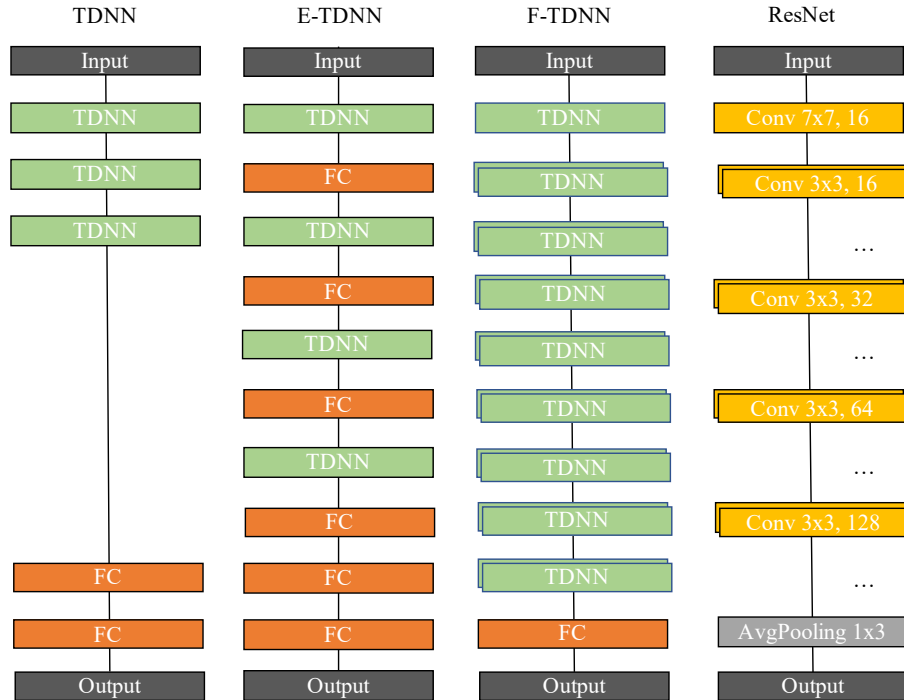 TDNN
E-TDNN
F-TDNN
ResNet
Input
Input
Input
Input
TDNN
TDNN
TDNN
Conv 7x7, 16
TDNN
FC
TDNN
Conv 3x3, 16
TDNN
TDNN
TDNN
...
FC
TDNN
Conv 3x3, 32
TDNN
TDNN
...
FC
TDNN
Conv 3x3, 64
TDNN
TDNN
...
FC
TDNN
Conv 3x3, 128
FC
FC
TDNN
...
FC
FC
FC
AvgPooling 1x3
Output
Output
Output
Output